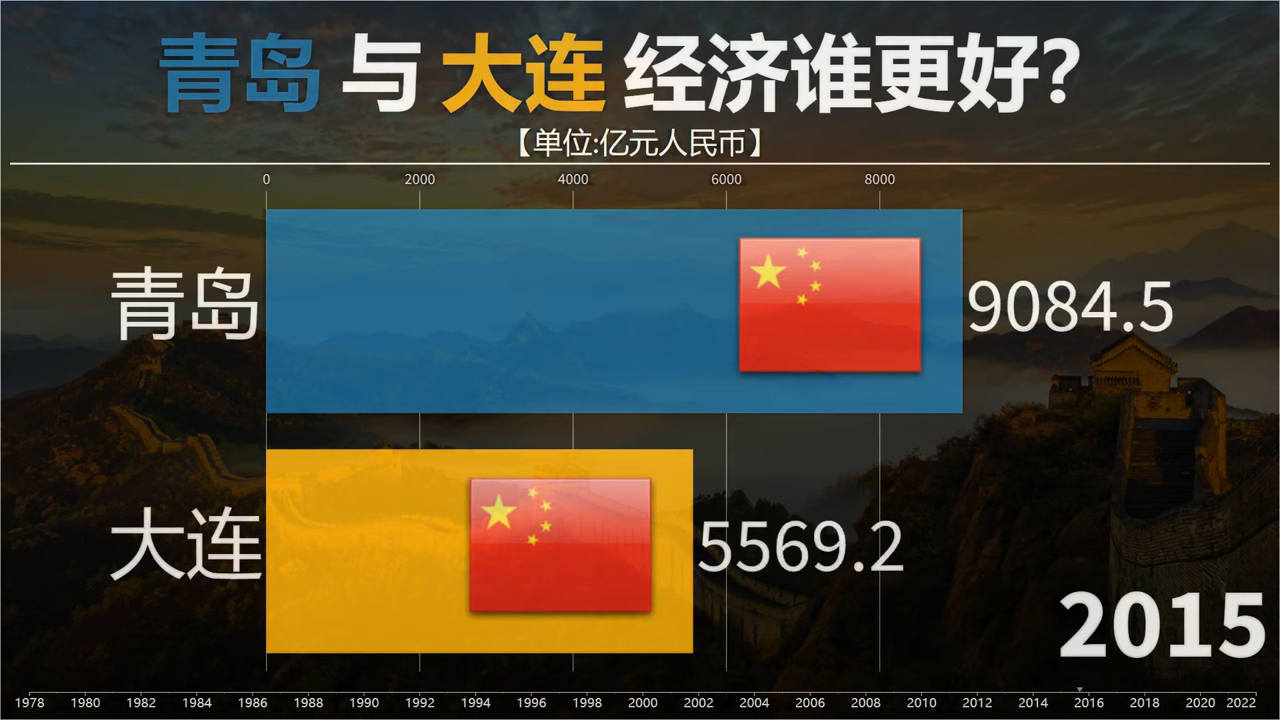 青岛 与 大连 经济谁更好?
【单位:亿元人民币】
0 2000 4000 6000 8000
青岛 9084.5
大连 5569.2
2015
1978 1980 1982 1984 1986 1988 1990 1992 1994 1996 1998 2000 2002 2004 2006 2008 2010 2012 2014 2016 2018 2020 2022